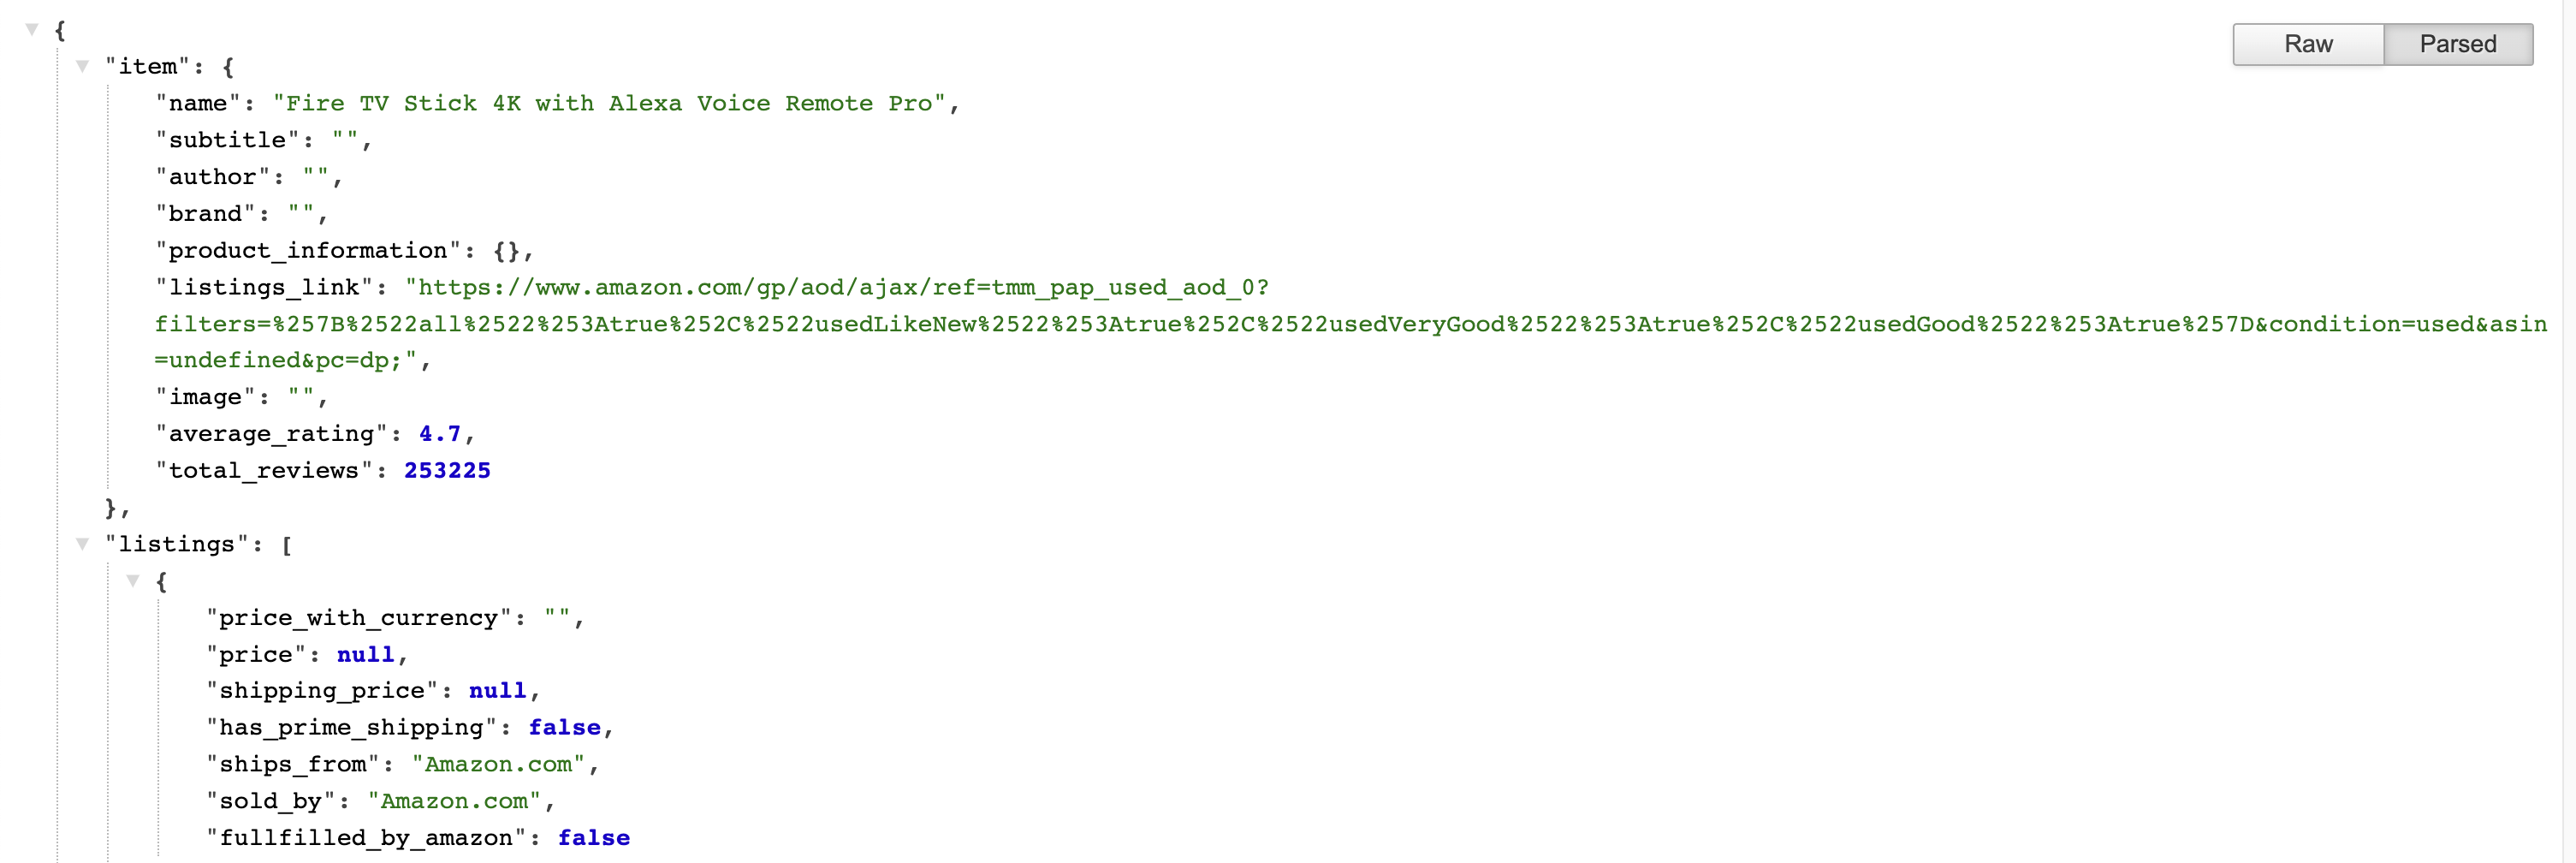 {
Raw Parsed
"item": {
"name": "Fire TV Stick 4K with Alexa Voice Remote Pro",
"subtitle": "",
"author": "",
"brand": "",
"product_information": {},
"listings_link": "https://www.amazon.com/gp/aod/ajax/ref=tmm_pap_used_aod_0?
filters=%257B%2522all%2522%253Atrue%252C%2522usedLikeNew%2522%253Atrue%252C%2522usedVeryGood%2522%253Atrue%252C%2522usedGood%2522%253Atrue%257D&condition=used&asin
=undefined&pc=dp;",
"image": "",
"average_rating": 4.7,
"total_reviews": 253225
},
"listings": [
{
"price_with_currency": "",
"price": null,
"shipping_price": null,
"has_prime_shipping": false,
"ships_from": "Amazon.com",
"sold_by": "Amazon.com",
"fullfilled_by_amazon": false